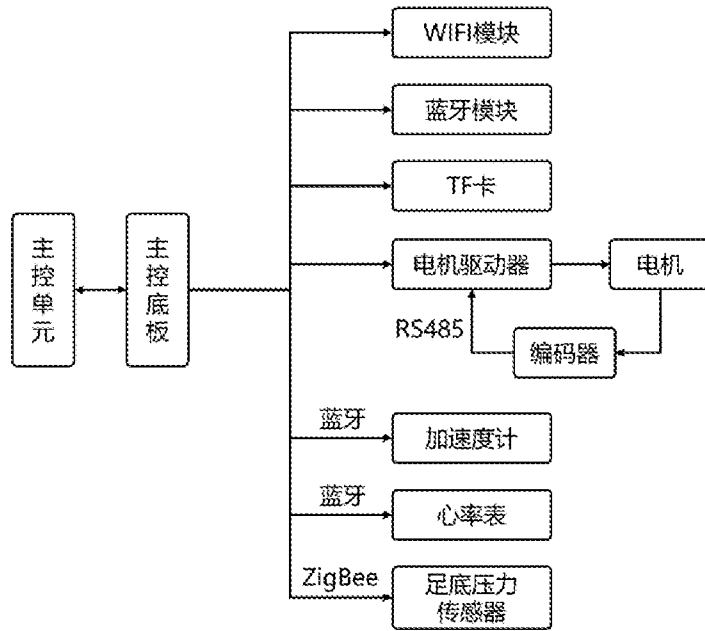 WIFI模块
蓝牙模块
TF卡
主控单元
主控底板
电机驱动器
电机
RS485
编码器
蓝牙
加速度计
蓝牙
心率表
ZigBee
足底压力
传感器